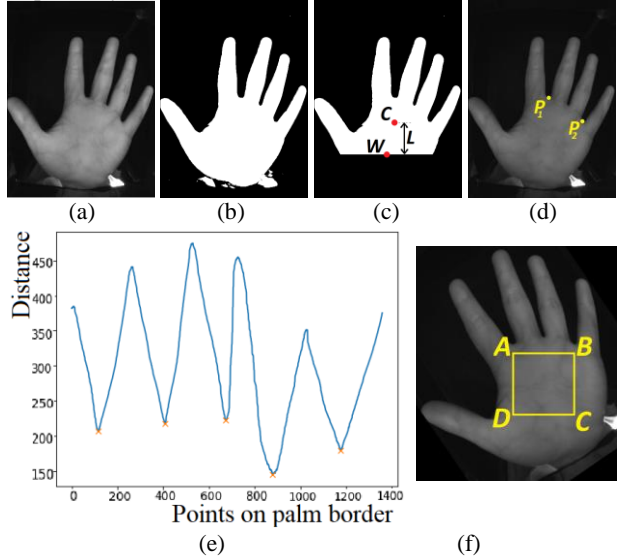 C
L
W
P1
P2
(a)
(b)
(c)
(d)
Distance
450
400
350
300
250
200
150
0
200
400
600
800
1000
1200
1400
Points on palm border
A
B
D
C
(e)
(f)